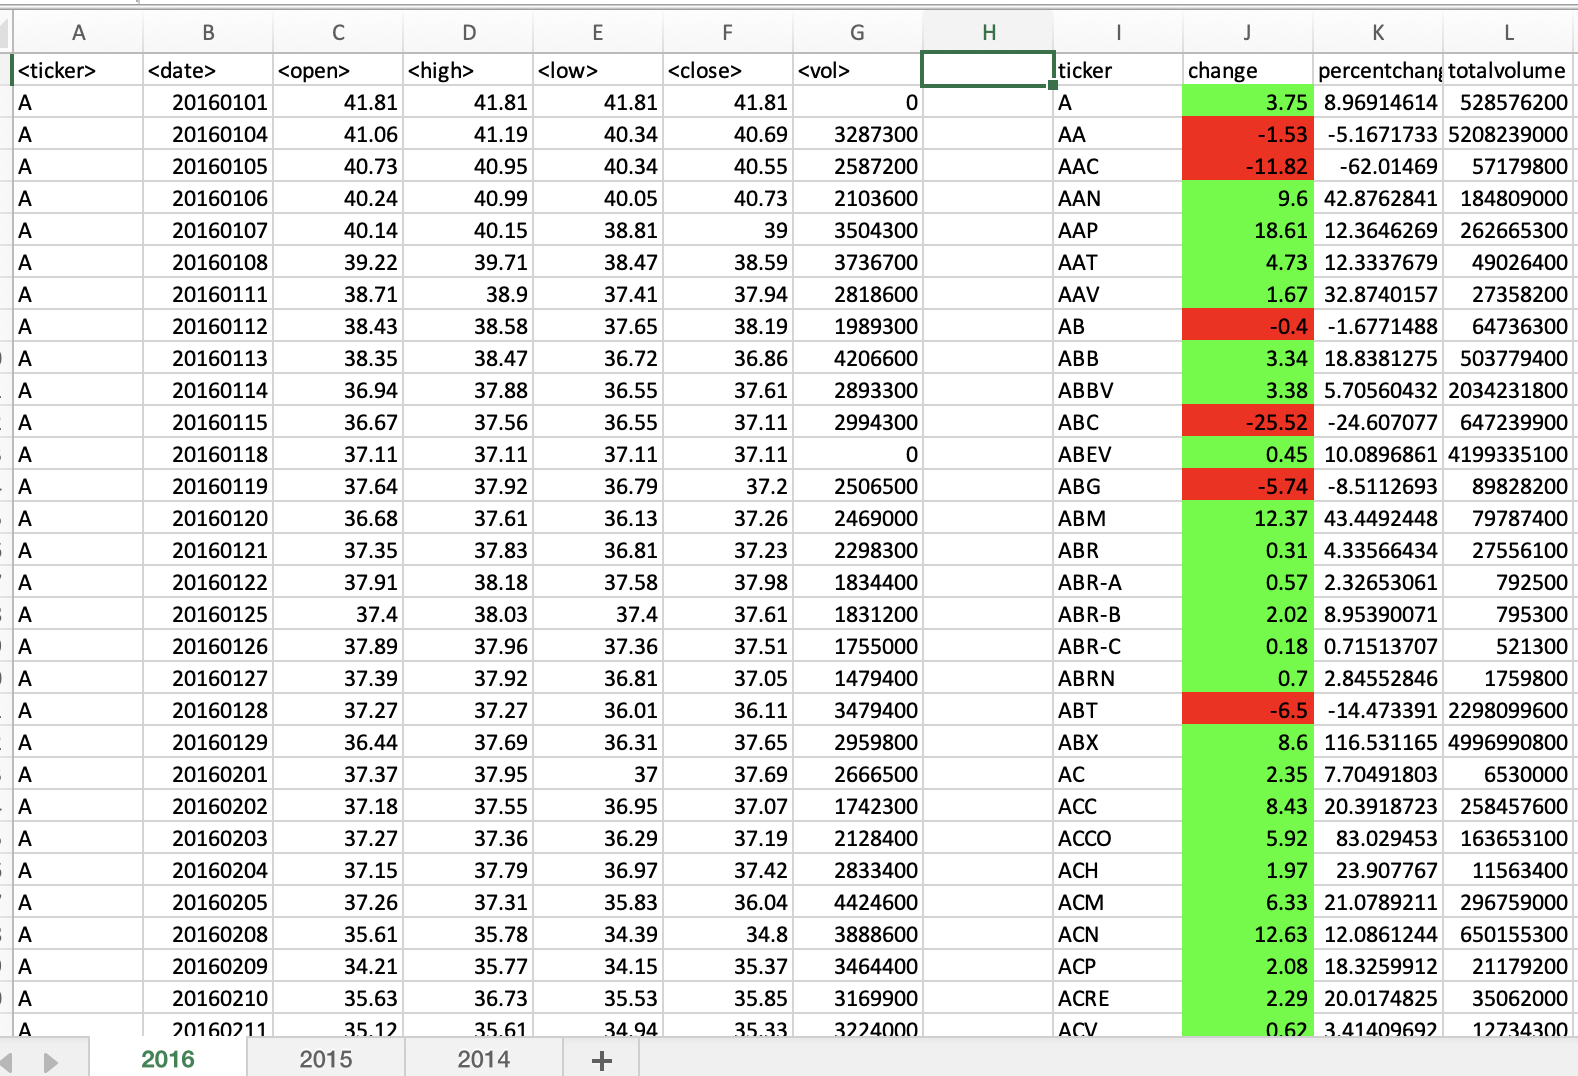 A B C D E F G H I J K L
<ticker> <date> <open> <high> <low> <close> <vol> ticker change percentchang totalvolume
A 20160101 41.81 41.81 41.81 41.81 0 A 3.75 8.96914614 528576200
A 20160104 41.06 41.19 40.34 40.69 3287300 AA -1.53 -5.1671733 5208239000
A 20160105 40.73 40.95 40.34 40.55 2587200 AAC -11.82 -62.01469 57179800
A 20160106 40.24 40.99 40.05 40.73 2103600 AAN 9.6 42.8762841 184809000
A 20160107 40.14 40.15 38.81 39 3504300 AAP 18.61 12.3646269 262665300
A 20160108 39.22 39.71 38.47 38.59 3736700 AAT 4.73 12.3337679 49026400
A 20160111 38.71 38.9 37.41 37.94 2818600 AAV 1.67 32.8740157 27358200
A 20160112 38.43 38.58 37.65 38.19 1989300 AB -0.4 -1.6771488 64736300
A 20160113 38.35 38.47 36.72 36.86 4206600 ABB 3.34 18.8381275 503779400
A 20160114 36.94 37.88 36.55 37.61 2893300 ABBV 3.38 5.70560432 2034231800
A 20160115 36.67 37.56 36.55 37.11 2994300 ABC -25.52 -24.607077 647239900
A 20160118 37.11 37.11 37.11 37.11 0 ABEV 0.45 10.0896861 4199335100
A 20160119 37.64 37.92 36.79 37.2 2506500 ABG -5.74 -8.5112693 89828200
A 20160120 36.68 37.61 36.13 37.26 2469000 ABM 12.37 43.4492448 79787400
A 20160121 37.35 37.83 36.81 37.23 2298300 ABR 0.31 4.33566434 27556100
A 20160122 37.91 38.18 37.58 37.98 1834400 ABR-A 0.57 2.32653061 792500
A 20160125 37.4 38.03 37.4 37.61 1831200 ABR-B 2.02 8.95390071 795300
A 20160126 37.89 37.96 37.36 37.51 1755000 ABR-C 0.18 0.71513707 521300
A 20160127 37.39 37.92 36.81 37.05 1479400 ABRN 0.7 2.84552846 1759800
A 20160128 37.27 37.27 36.01 36.11 3479400 ABT -6.5 -14.473391 2298099600
A 20160129 36.44 37.69 36.31 37.65 2959800 ABX 8.6 116.531165 4996990800
A 20160201 37.37 37.95 37 37.69 2666500 AC 2.35 7.70491803 6530000
A 20160202 37.18 37.55 36.95 37.07 1742300 ACC 8.43 20.3918723 258457600
A 20160203 37.27 37.36 36.29 37.19 2128400 ACCO 5.92 83.029453 163653100
A 20160204 37.15 37.79 36.97 37.42 2833400 ACH 1.97 23.907767 11563400
A 20160205 37.26 37.31 35.83 36.04 4424600 ACM 6.33 21.0789211 296759000
A 20160208 35.61 35.78 34.39 34.8 3888600 ACN 12.63 12.0861244 650155300
A 20160209 34.21 35.77 34.15 35.37 3464400 ACP 2.08 18.3259912 21179200
A 20160210 35.63 36.73 35.53 35.85 3169900 ACRE 2.29 20.0174825 35062000
A 20160211 35.12 35.61 34.94 35.33 3224000 ACV 0.62 3.41409692 12734300
2016 2015 2014 +